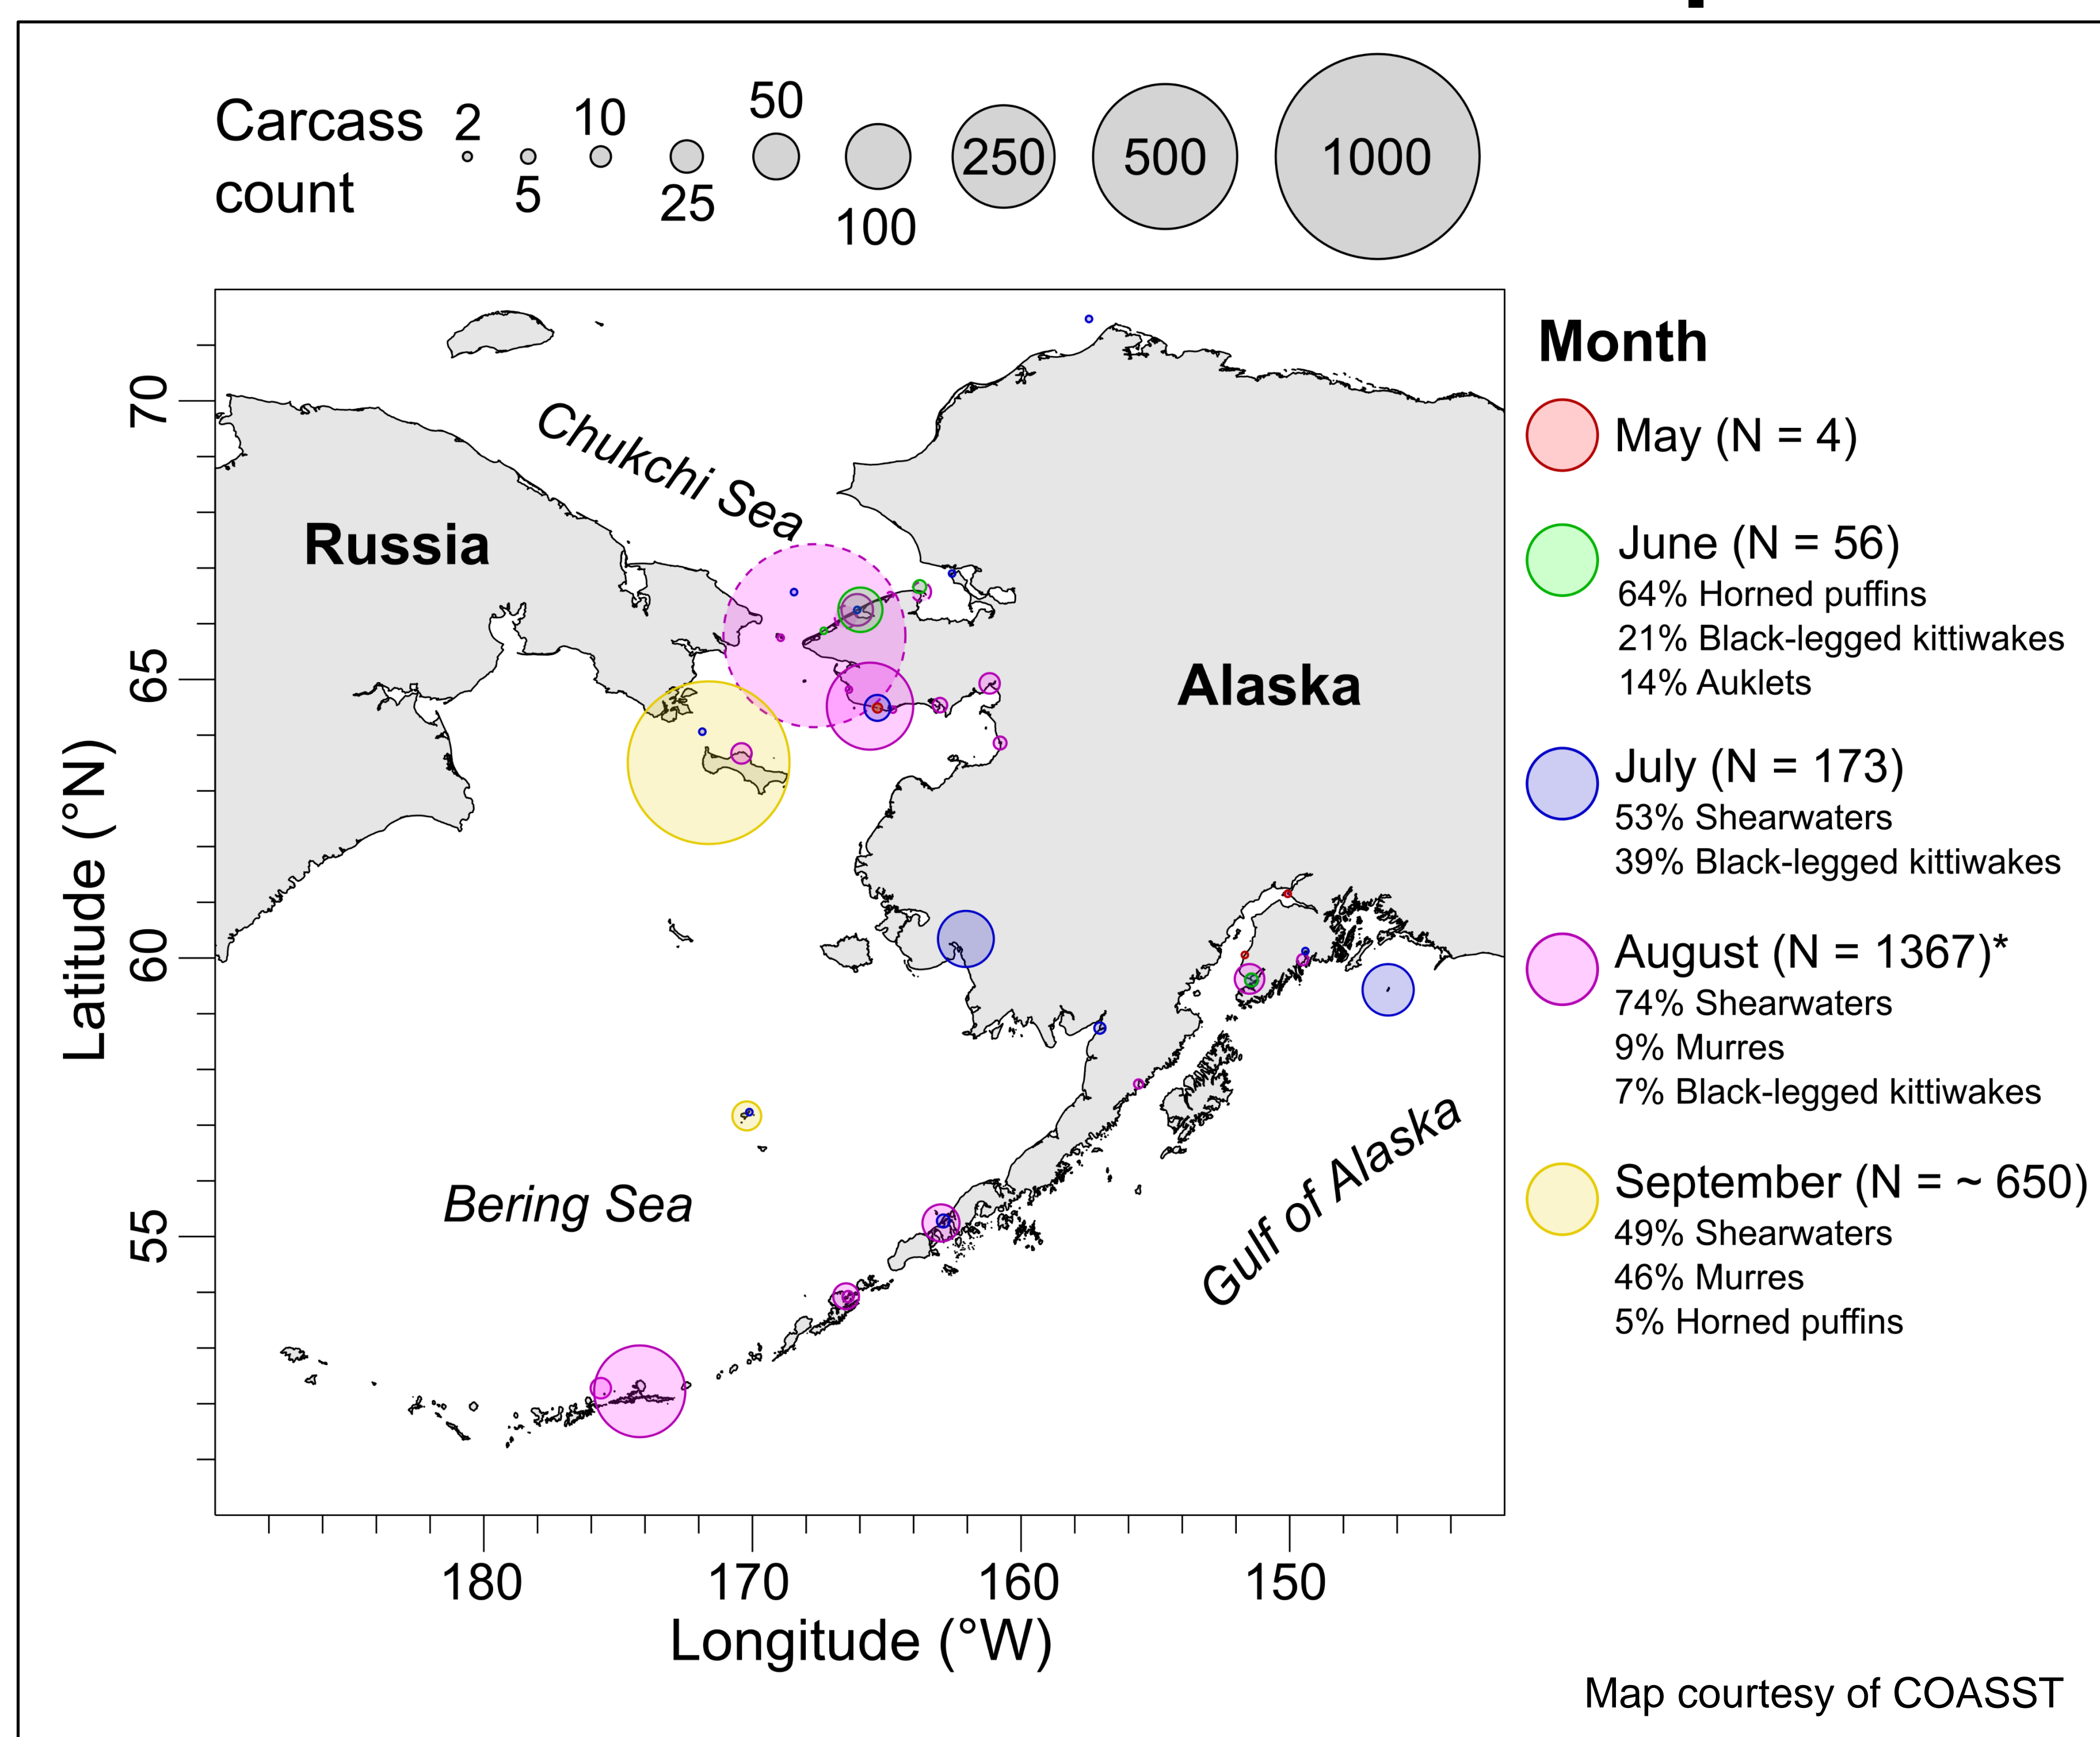 Carcass
count
2
5
10
25
50
100
250
500
1000
70
65
60
55
Latitude (°N)
Chukchi Sea
Russia
Alaska
Bering Sea
Gulf of Alaska
180
170
160
150
Longitude (°W)
Month
May (N = 4)
June (N = 56)
64% Horned puffins
21% Black-legged kittiwakes
14% Auklets
July (N = 173)
53% Shearwaters
39% Black-legged kittiwakes
August (N = 1367)*
74% Shearwaters
9% Murres
7% Black-legged kittiwakes
September (N = ~ 650)
49% Shearwaters
46% Murres
5% Horned puffins
Map courtesy of COASST